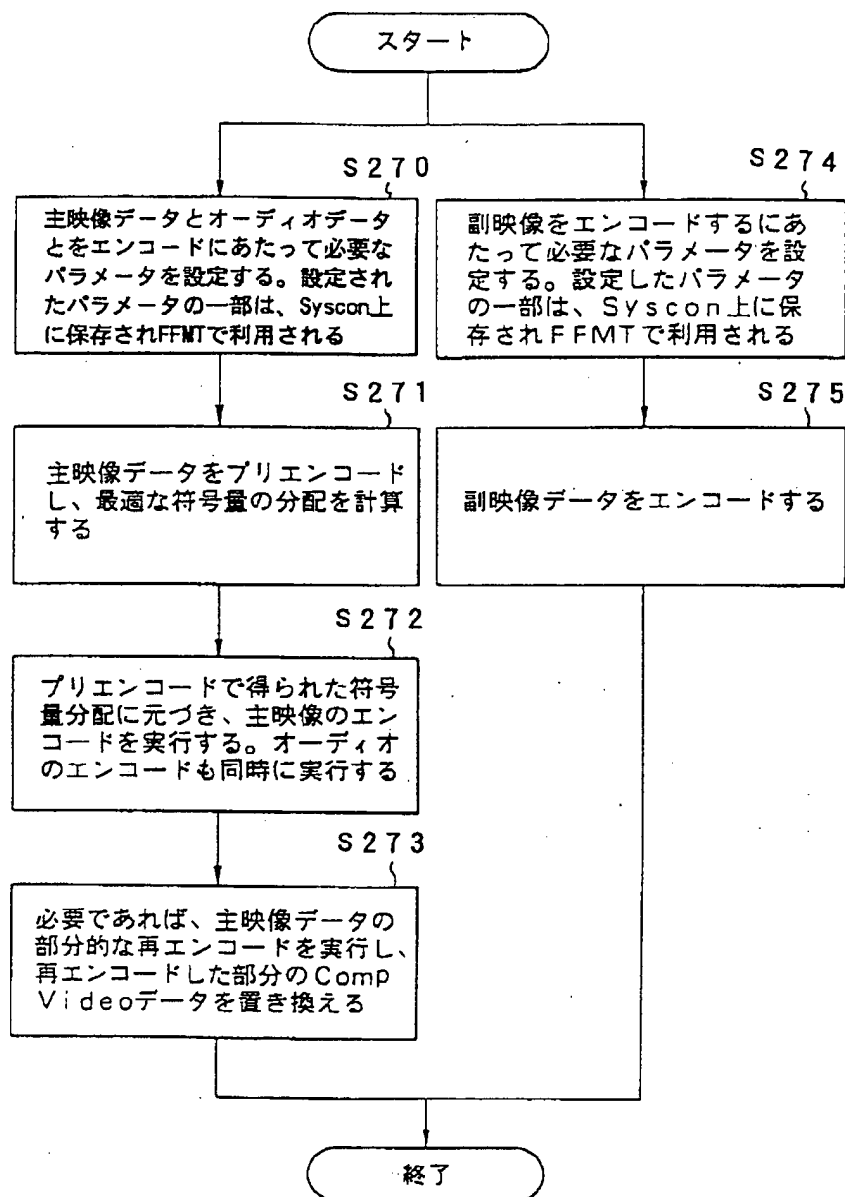 スタート
S270
主映像データとオーディオデータ
とをエンコードにあたって必要な
パラメータを設定する。設定され
たパラメータの一部は、Syscon上
に保存されFFMTで利用される
S271
主映像データをプリエンコード
し、最適な符号量の分配を計算
する
S272
プリエンコードで得られた符号
量分配に元づき、主映像のエン
コードを実行する。オーディオ
のエンコードも同時に実行する
S273
必要であれば、主映像データの
部分的な再エンコードを実行し、
再エンコードした部分のComp
Videoデータを置き換える
S274
副映像をエンコードするにあ
たって必要なパラメータを設
定する。設定したパラメータ
の一部は、Syscon上に保
存されFFMTで利用される
S275
副映像データをエンコードする
終了